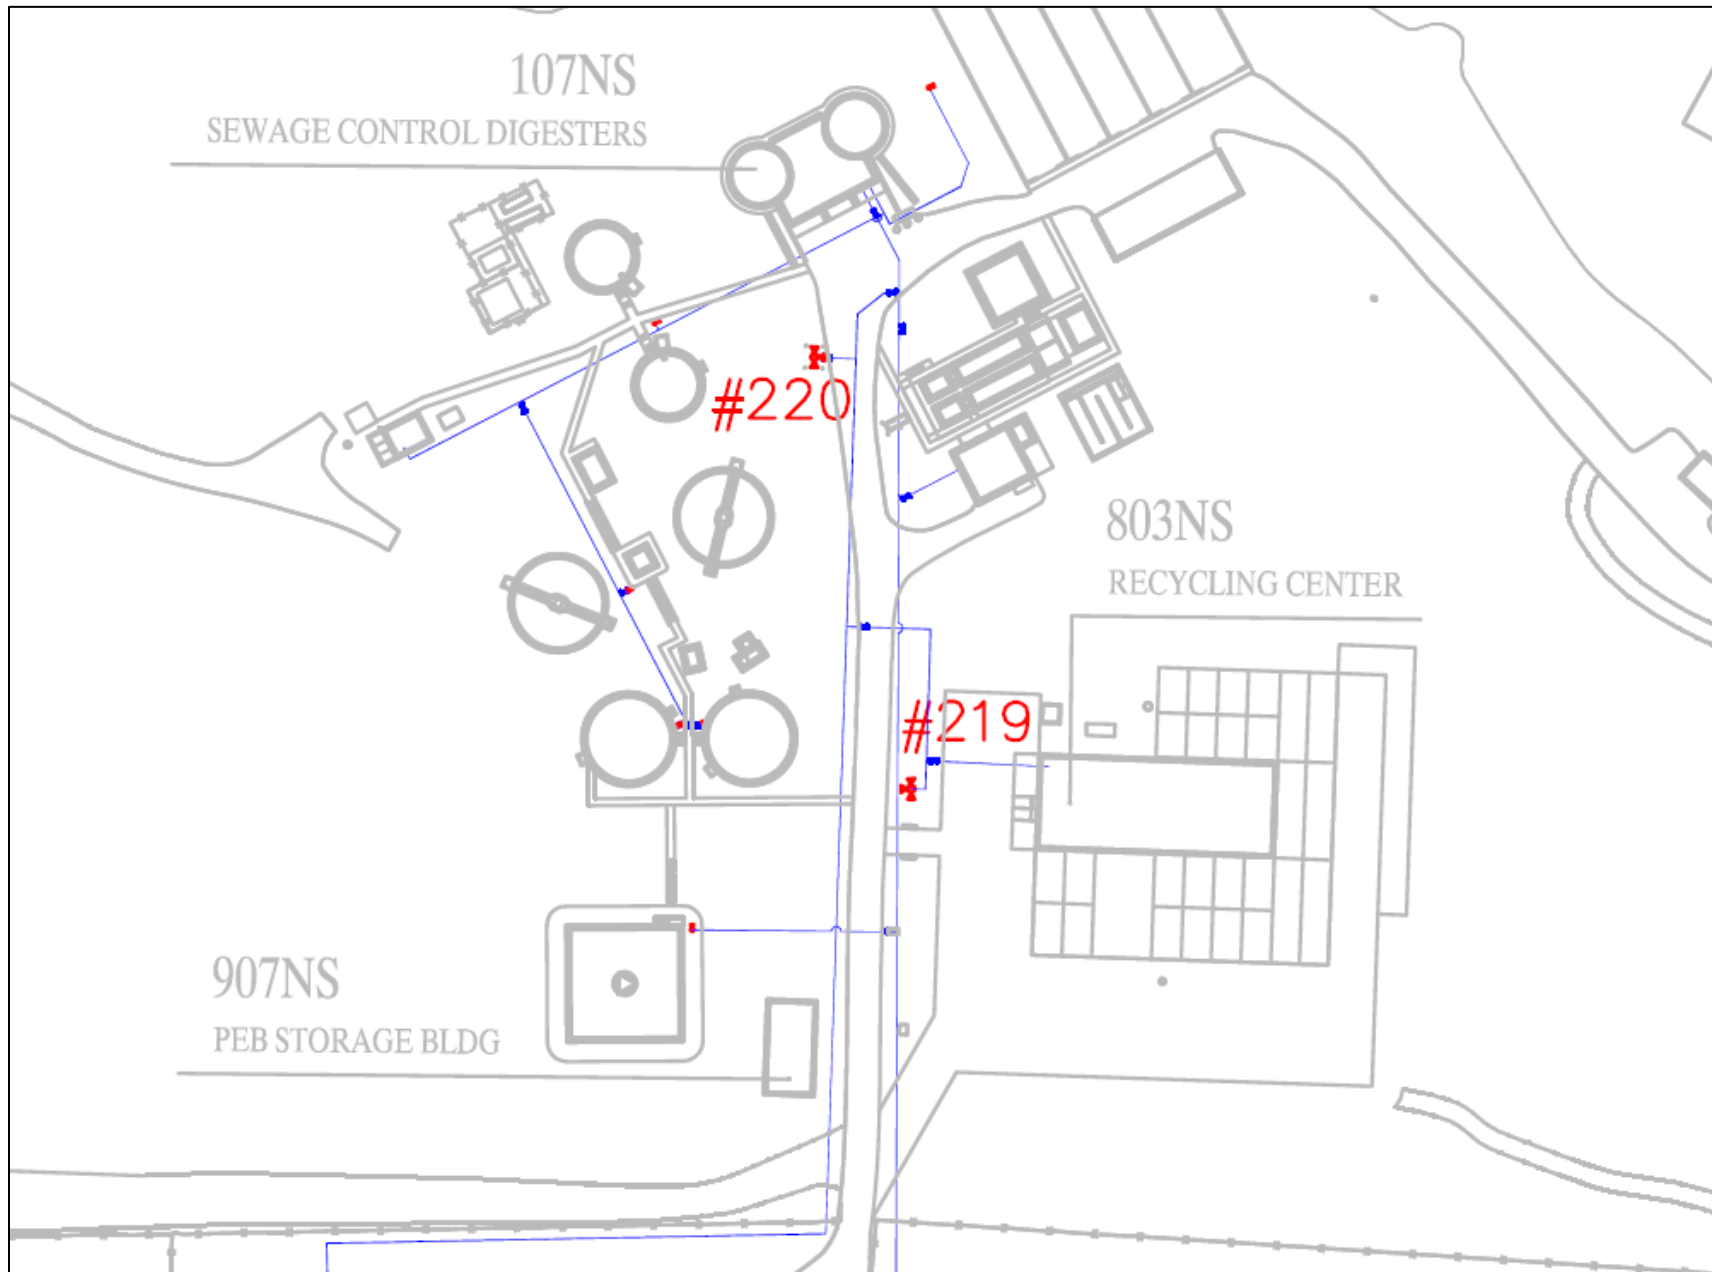 107NS
SEWAGE CONTROL DIGESTERS
#220
803NS
RECYCLING CENTER
#219
907NS
PEB STORAGE BLDG